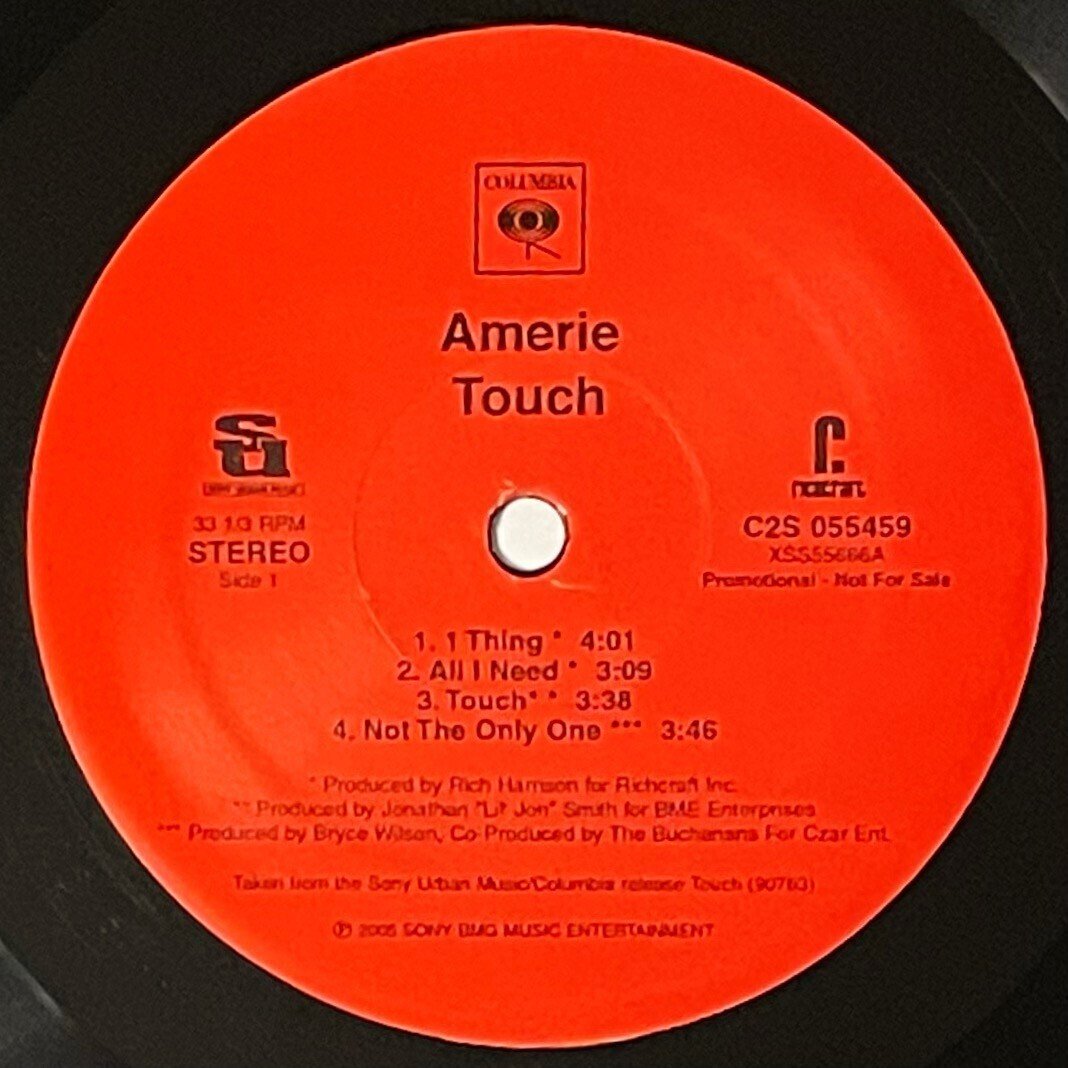 COLUMBIA
Amerie
Touch
SU
33 1/3 RPM
STEREO
Side 1
C2S 055459
Promotional - Not For Sale
1. 1 Thing * 4:01
2. All I Need * 3:09
3. Touch** 3:38
4. Not The Only One *** 3:46
* Produced by Rich Harrison for Richcraft Inc.
** Produced by Jonathan "Lil' Jon" Smith for BME Enterprises
*** Produced by Bryce Wilson, Co-Produced by The Buchanans For Czar Ent.
Taken from the Sony Urban Music/Columbia release Touch (90763)
℗ 2005 SONY BMG MUSIC ENTERTAINMENT